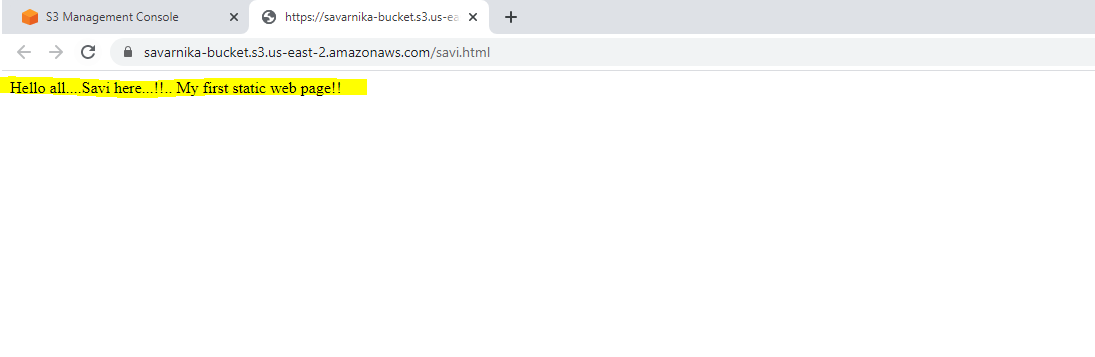 S3 Management Console
https://savarnika-bucket.s3.us-ea
savarnika-bucket.s3.us-east-2.amazonaws.com/savi.html
Hello all....Savi here...!!.. My first static web page!!